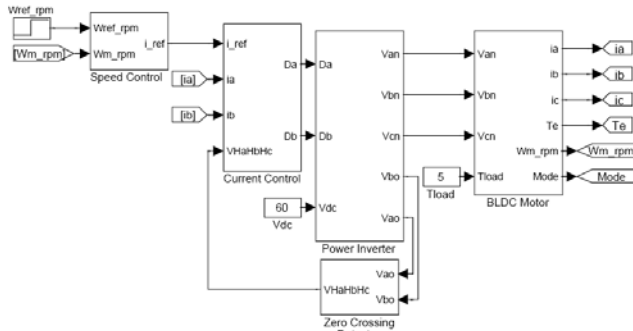 Wref_rpm
Wref_rpm
[Wm_rpm]
Wm_rpm
i_ref
Speed Control
i_ref
[ia]
ia
[ib]
ib
VHaHbHc
Da
Db
Current Control
Da
Db
60
Vdc
Vdc
Van
Vbn
Vcn
Vbo
Vao
Power Inverter
Van
Vbn
Vcn
5
Tload
Tload
ia
ib
ic
Te
Wm_rpm
Mode
BLDC Motor
ia
ib
ic
Te
Wm_rpm
Mode
VHaHbHc
Vao
Vbo
Zero Crossing